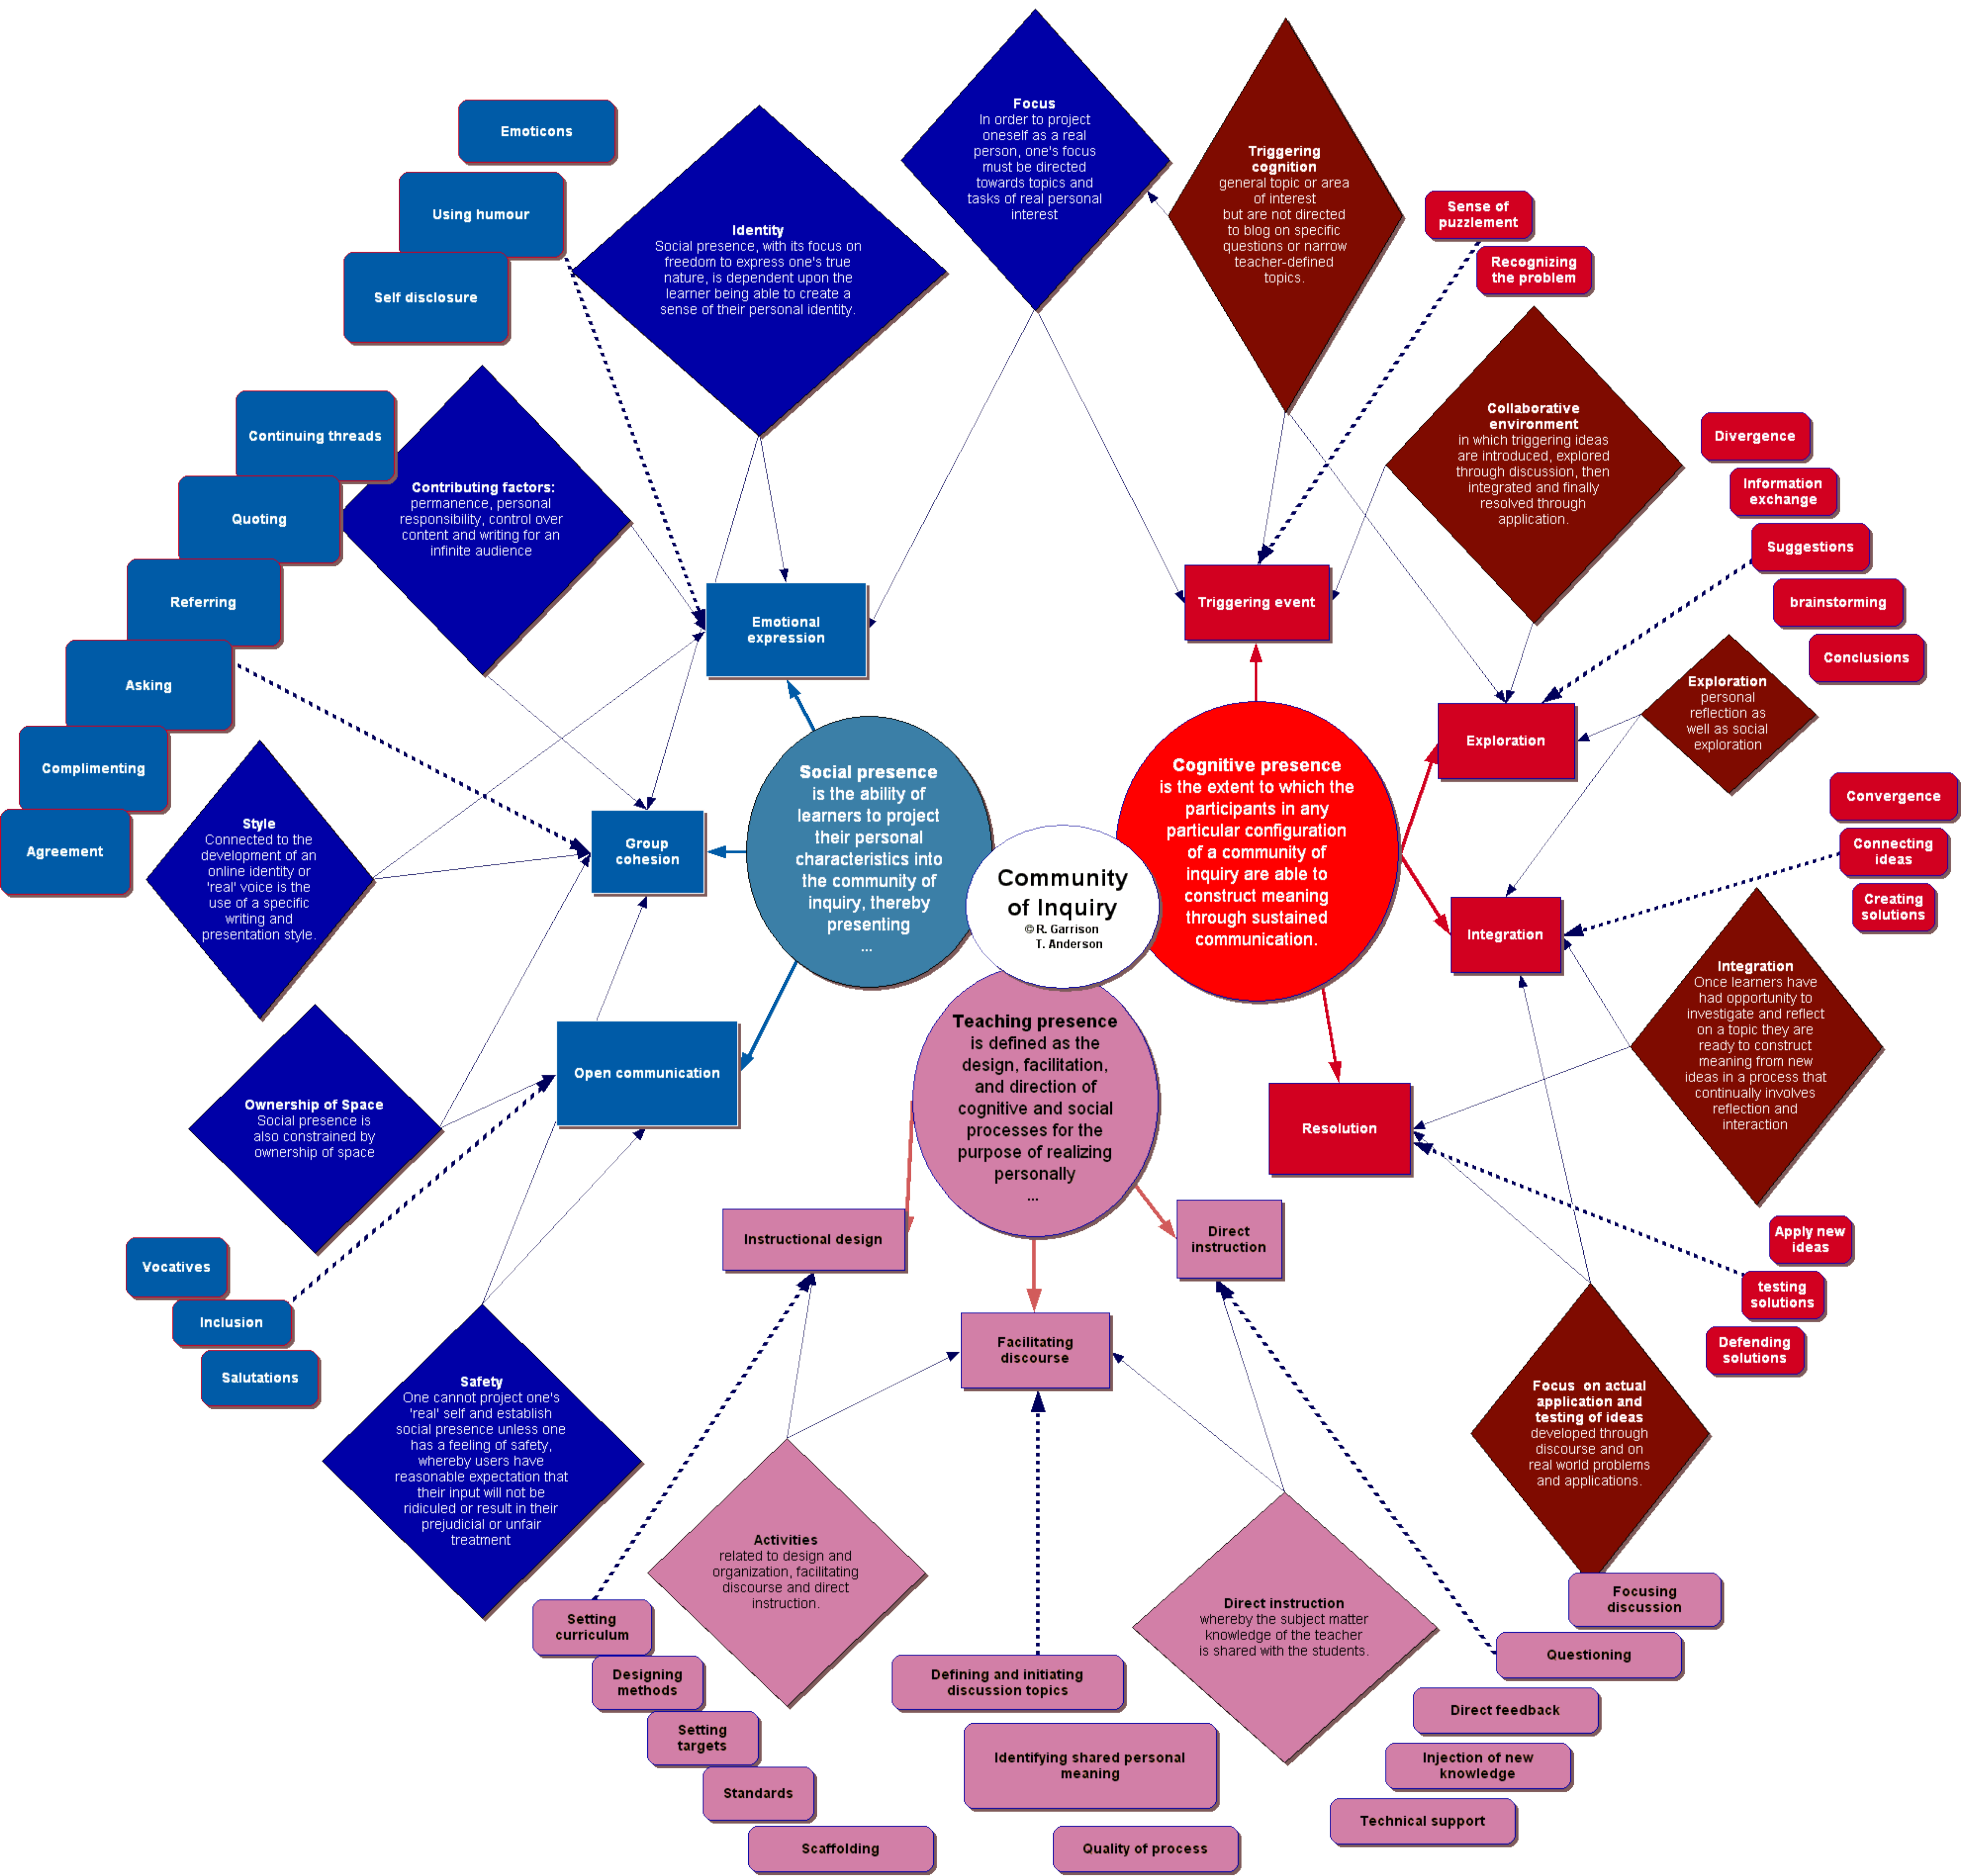 Emoticons
Using humour
Self disclosure
Identity
Social presence, with its focus on
freedom to express one's true
nature, is dependent upon the
learner being able to create a
sense of their personal identity.
Focus
In order to project
oneself as a real
person, one's focus
must be directed
towards topics and
tasks of real personal
interest
Triggering
cognition
general topic or area
of interest
but are not directed
to blog on specific
questions or narrow
teacher-defined
topics.
Sense of
puzzlement
Recognizing
the problem
Continuing threads
Quoting
Referring
Asking
Complimenting
Agreement
Contributing factors:
permanence, personal
responsibility, control over
content and writing for an
infinite audience
Collaborative
environment
in which triggering ideas
are introduced, explored
through discussion, then
integrated and finally
resolved through
application.
Divergence
Information
exchange
Suggestions
brainstorming
Conclusions
Emotional
expression
Triggering event
Exploration
personal
reflection as
well as social
exploration
Exploration
Style
Connected to the
development of an
online identity or
'real' voice is the
use of a specific
writing and
presentation style.
Group
cohesion
Social presence
is the ability of
learners to project
their personal
characteristics into
the community of
inquiry, thereby
presenting
...
Community
of Inquiry
© R. Garrison
T. Anderson
Cognitive presence
is the extent to which the
participants in any
particular configuration
of a community of
inquiry are able to
construct meaning
through sustained
communication.
Convergence
Connecting
ideas
Creating
solutions
Integration
Integration
Once learners have
had opportunity to
investigate and reflect
on a topic they are
ready to construct
meaning from new
ideas in a process that
continually involves
reflection and
interaction
Open communication
Teaching presence
is defined as the
design, facilitation,
and direction of
cognitive and social
processes for the
purpose of realizing
personally
...
Resolution
Ownership of Space
Social presence is
also constrained by
ownership of space
Vocatives
Inclusion
Salutations
Instructional design
Direct
instruction
Facilitating
discourse
Apply new
ideas
testing
solutions
Defending
solutions
Safety
One cannot project one's
'real' self and establish
social presence unless one
has a feeling of safety,
whereby users have
reasonable expectation that
their input will not be
ridiculed or result in their
prejudicial or unfair
treatment
Focus on actual
application and
testing of ideas
developed through
discourse and on
real world problems
and applications.
Activities
related to design and
organization, facilitating
discourse and direct
instruction.
Direct instruction
whereby the subject matter
knowledge of the teacher
is shared with the students.
Setting
curriculum
Designing
methods
Setting
targets
Standards
Scaffolding
Defining and initiating
discussion topics
Identifying shared personal
meaning
Quality of process
Focusing
discussion
Questioning
Direct feedback
Injection of new
knowledge
Technical support